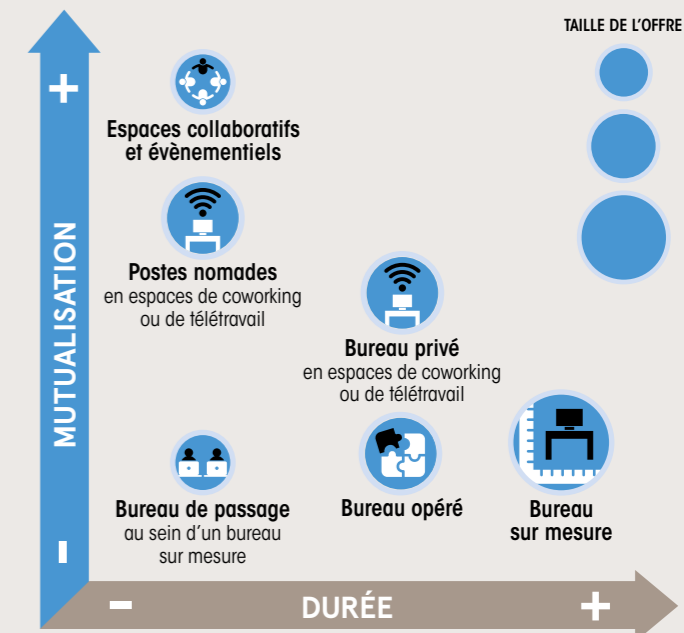 TAILLE DE L'OFFRE
+
Espaces collaboratifs
et évènementiels
MUTUALISATION
Postes nomades
en espaces de coworking
ou de télétravail
Bureau privé
en espaces de coworking
ou de télétravail
Bureau de passage
au sein d'un bureau
sur mesure
Bureau opéré
Bureau
sur mesure
-
- DURÉE +